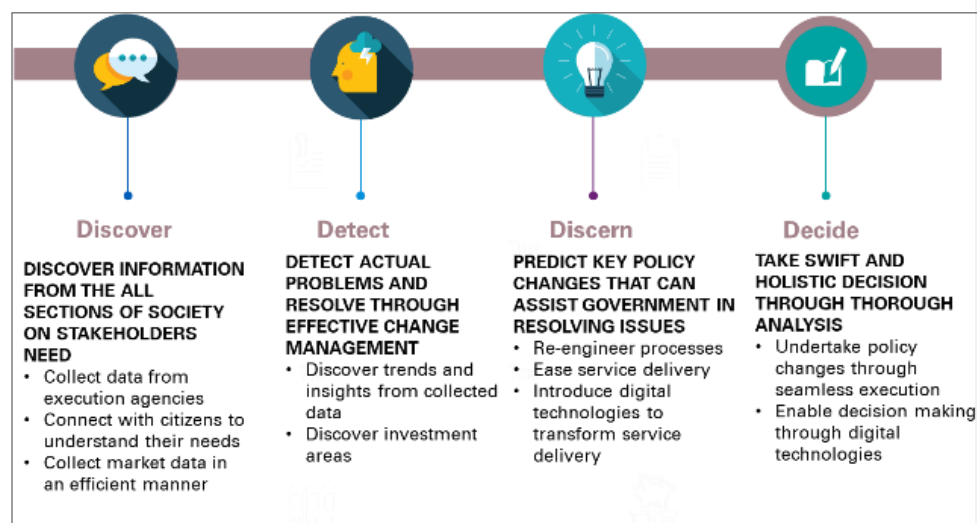 Discover
DISCOVER INFORMATION
FROM THE ALL
SECTIONS OF SOCIETY
ON STAKEHOLDERS
NEED
• Collect data from
execution agencies
• Connect with citizens to
understand their needs
• Collect market data in
an efficient manner
Detect
DETECT ACTUAL
PROBLEMS AND
RESOLVE THROUGH
EFFECTIVE CHANGE
MANAGEMENT
• Discover trends and
insights from collected
data
• Discover investment
areas
Discern
PREDICT KEY POLICY
CHANGES THAT CAN
ASSIST GOVERNMENT IN
RESOLVING ISSUES
• Re-engineer processes
• Ease service delivery
• Introduce digital
technologies to
transform service
delivery
Decide
TAKE SWIFT AND
HOLISTIC DECISION
THROUGH THOROUGH
ANALYSIS
• Undertake policy
changes through
seamless execution
• Enable decision making
through digital
technologies